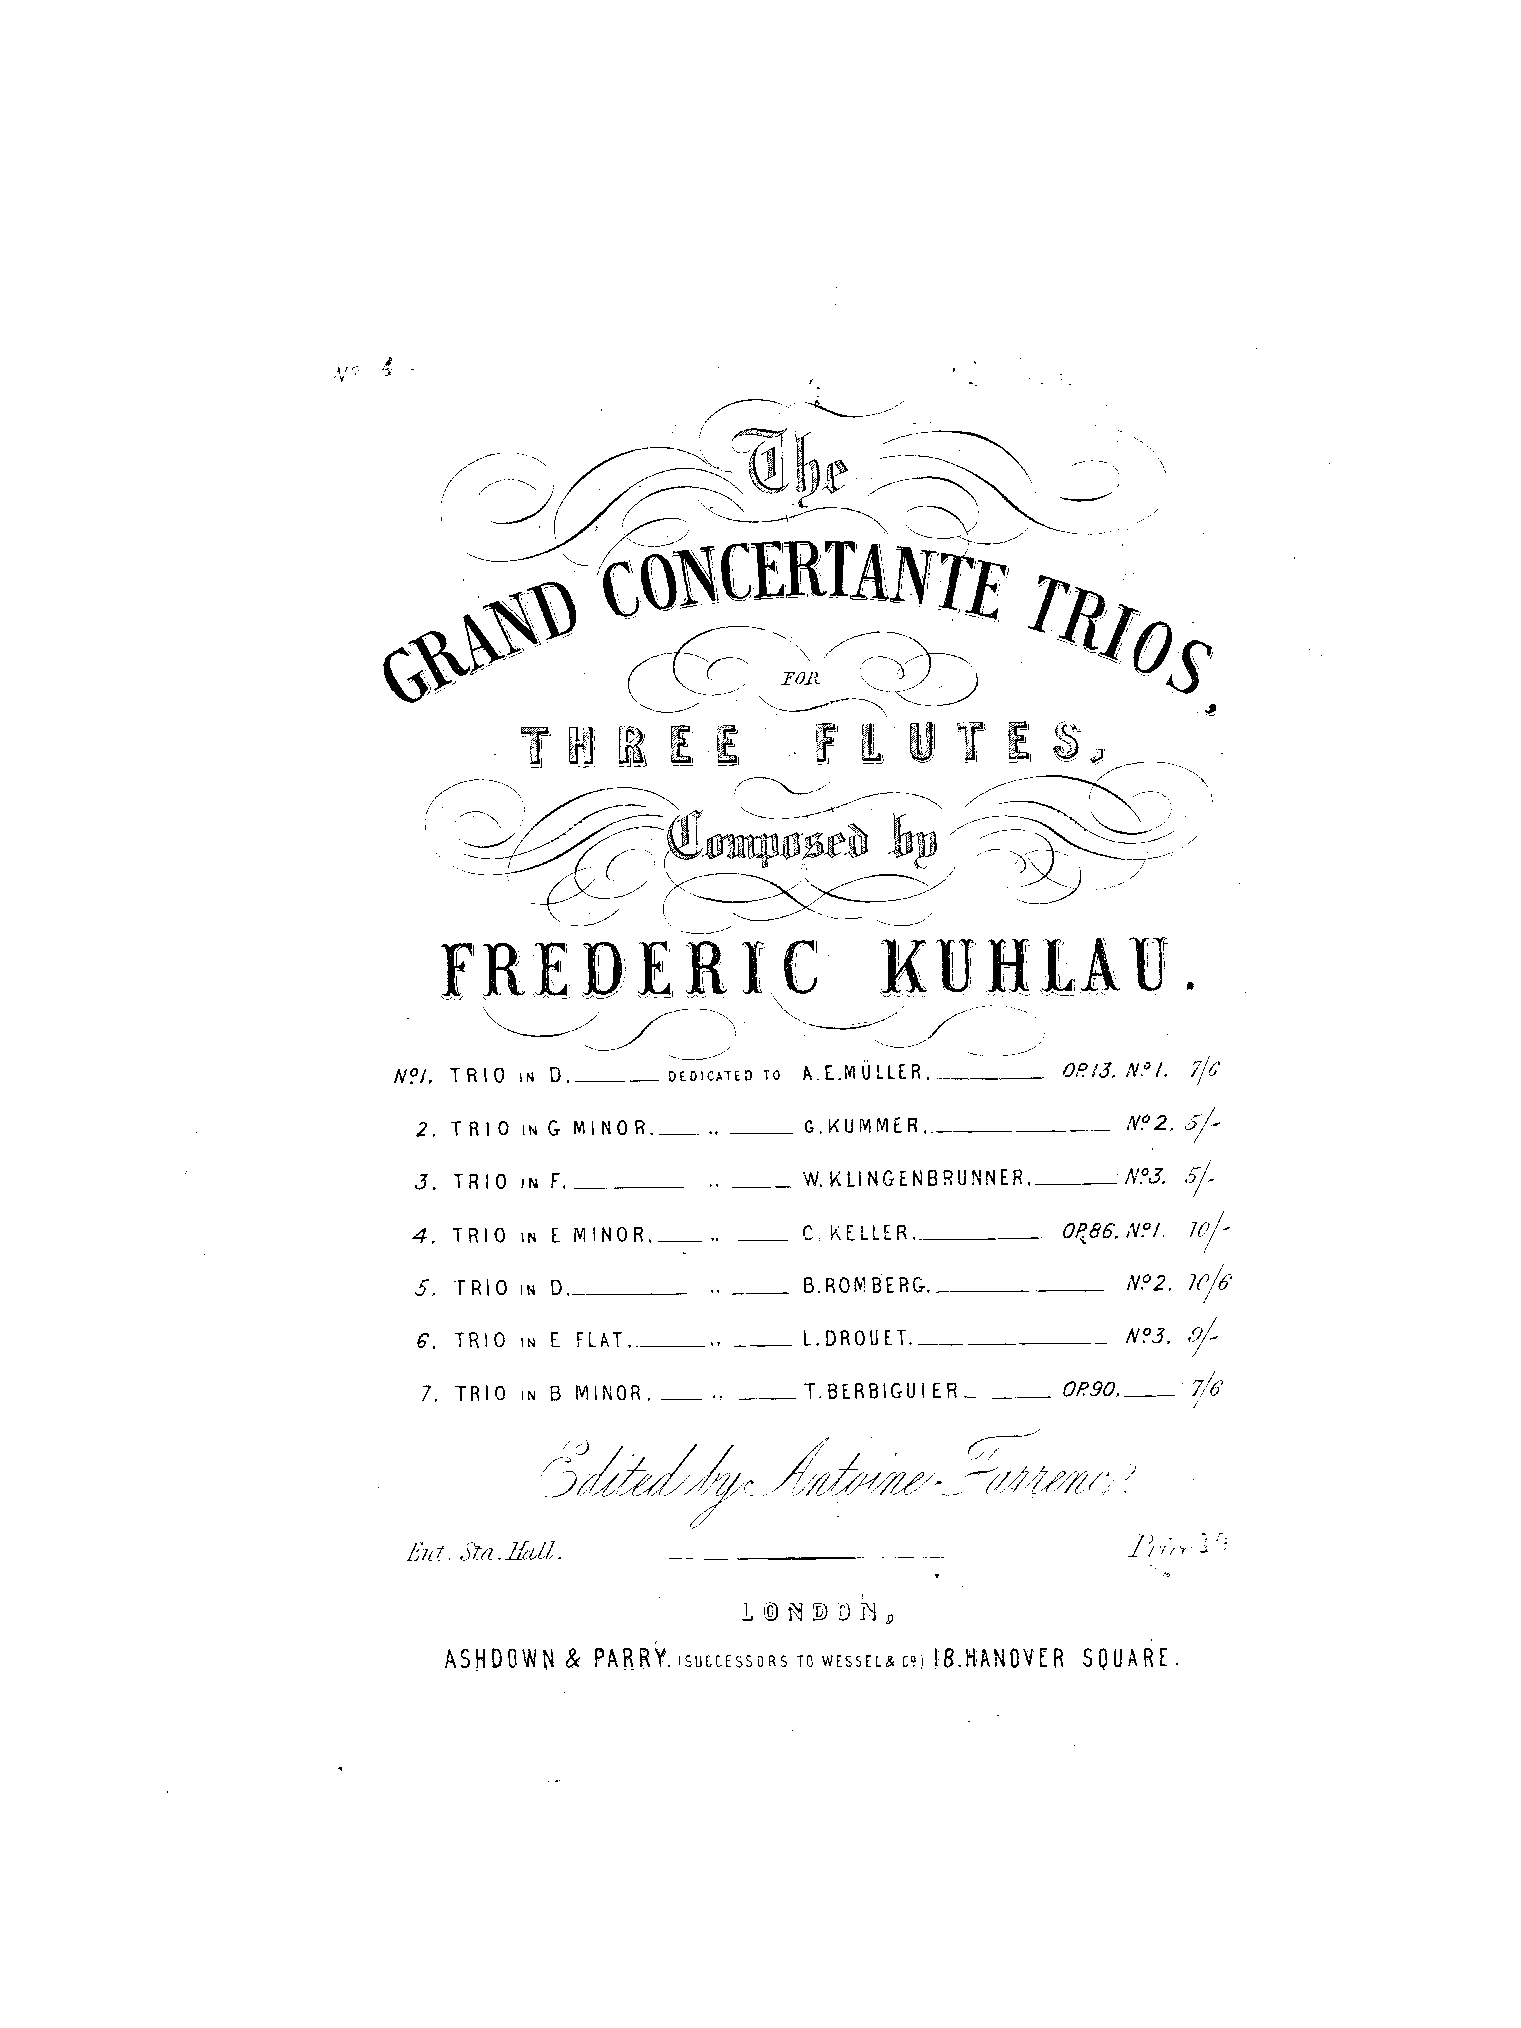 Nº 4
The
GRAND CONCERTANTE TRIOS,
FOR
THREE FLUTES,
Composed by
FREDERIC KUHLAU.
Nº1. TRIO IN D. DEDICATED TO A.E.MÜLLER. OP.13. Nº1. 7/6
2. TRIO IN G MINOR. ,, G.KUMMER. Nº2. 5/-
3. TRIO IN F. ,, W.KLINGENBRUNNER. Nº3. 5/-
4. TRIO IN E MINOR. ,, C.KELLER. OP.86. Nº1. 10/-
5. TRIO IN D. ,, B.ROMBERG. Nº2. 10/6
6. TRIO IN E FLAT. ,, L.DROUET. Nº3. 9/-
7. TRIO IN B MINOR. ,, T.BERBIGUIER OP.90. 7/6
Edited by Antoine Farrenc
Ent. Sta. Hall. Price
LONDON,
ASHDOWN & PARRY. (SUCCESSORS TO WESSEL & Cº) 18.HANOVER SQUARE.